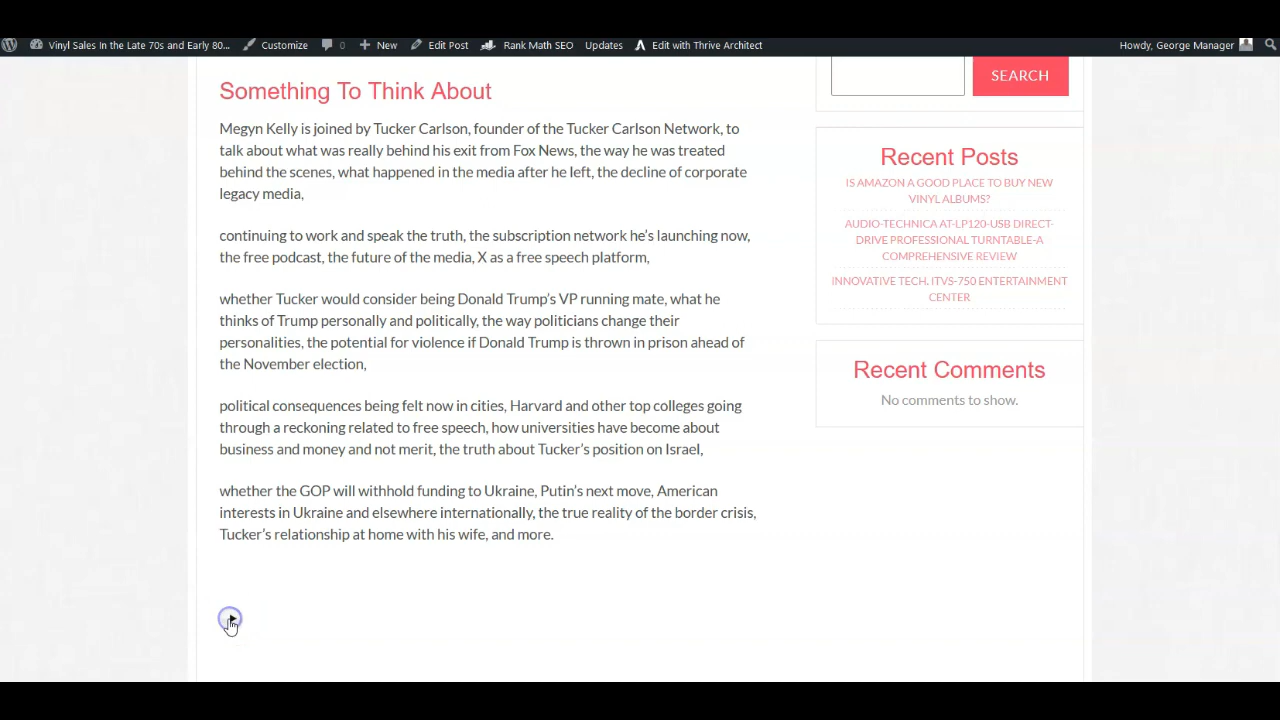 Vinyl Sales In the Late 70s and Early 80... Customize 0 New Edit Post Rank Math SEO Updates Edit with Thrive Architect Howdy, George Manager
Something To Think About
Megyn Kelly is joined by Tucker Carlson, founder of the Tucker Carlson Network, to
talk about what was really behind his exit from Fox News, the way he was treated
behind the scenes, what happened in the media after he left, the decline of corporate
legacy media,
continuing to work and speak the truth, the subscription network he's launching now,
the free podcast, the future of the media, X as a free speech platform,
whether Tucker would consider being Donald Trump's VP running mate, what he
thinks of Trump personally and politically, the way politicians change their
personalities, the potential for violence if Donald Trump is thrown in prison ahead of
the November election,
political consequences being felt now in cities, Harvard and other top colleges going
through a reckoning related to free speech, how universities have become about
business and money and not merit, the truth about Tucker's position on Israel,
whether the GOP will withhold funding to Ukraine, Putin's next move, American
interests in Ukraine and elsewhere internationally, the true reality of the border crisis,
Tucker's relationship at home with his wife, and more.
SEARCH
Recent Posts
IS AMAZON A GOOD PLACE TO BUY NEW
VINYL ALBUMS?
AUDIO-TECHNICA AT-LP120-USB DIRECT-
DRIVE PROFESSIONAL TURNTABLE-A
COMPREHENSIVE REVIEW
INNOVATIVE TECH. ITVS-750 ENTERTAINMENT
CENTER
Recent Comments
No comments to show.